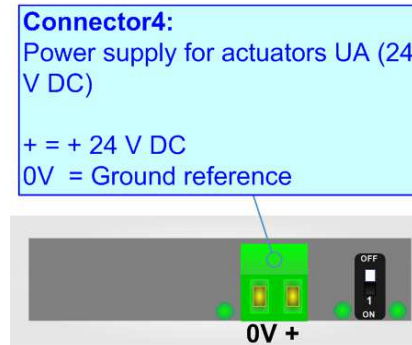 Connector4:
Power supply for actuators UA (24
V DC)
+ = + 24 V DC
0V = Ground reference
OFF
1
ON
0V +